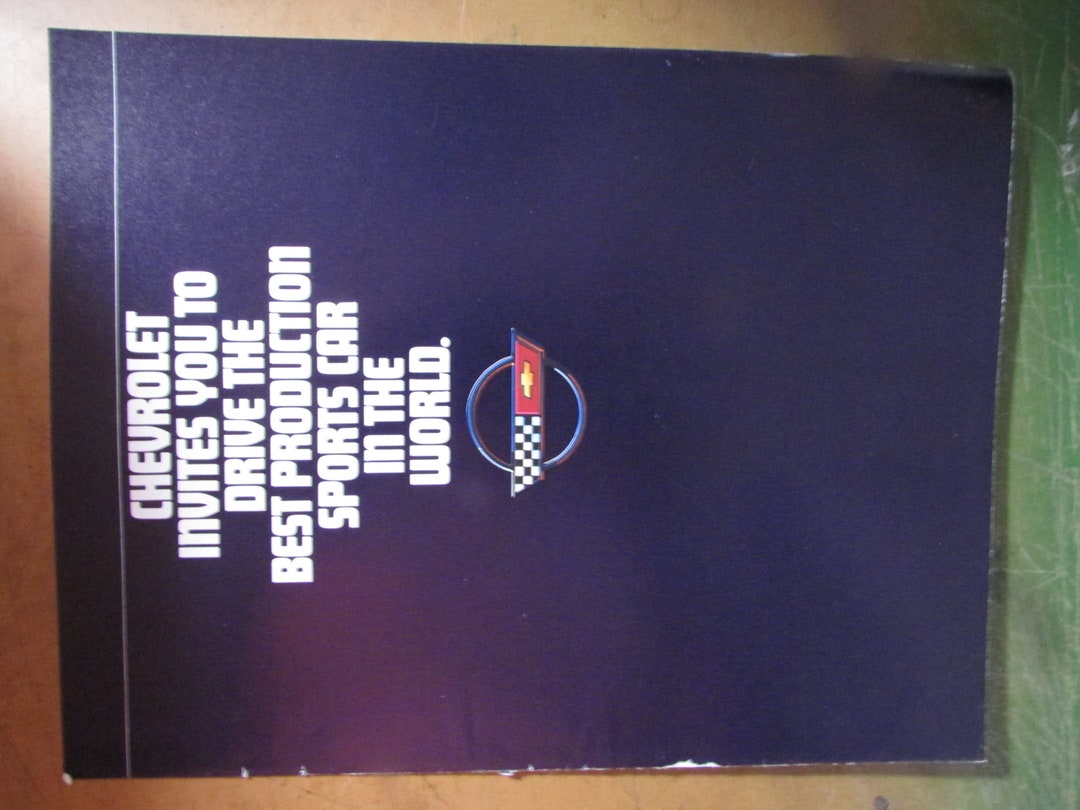 CHEVROLET
INVITES YOU TO
DRIVE THE
BEST PRODUCTION
SPORTS CAR
IN THE
WORLD.